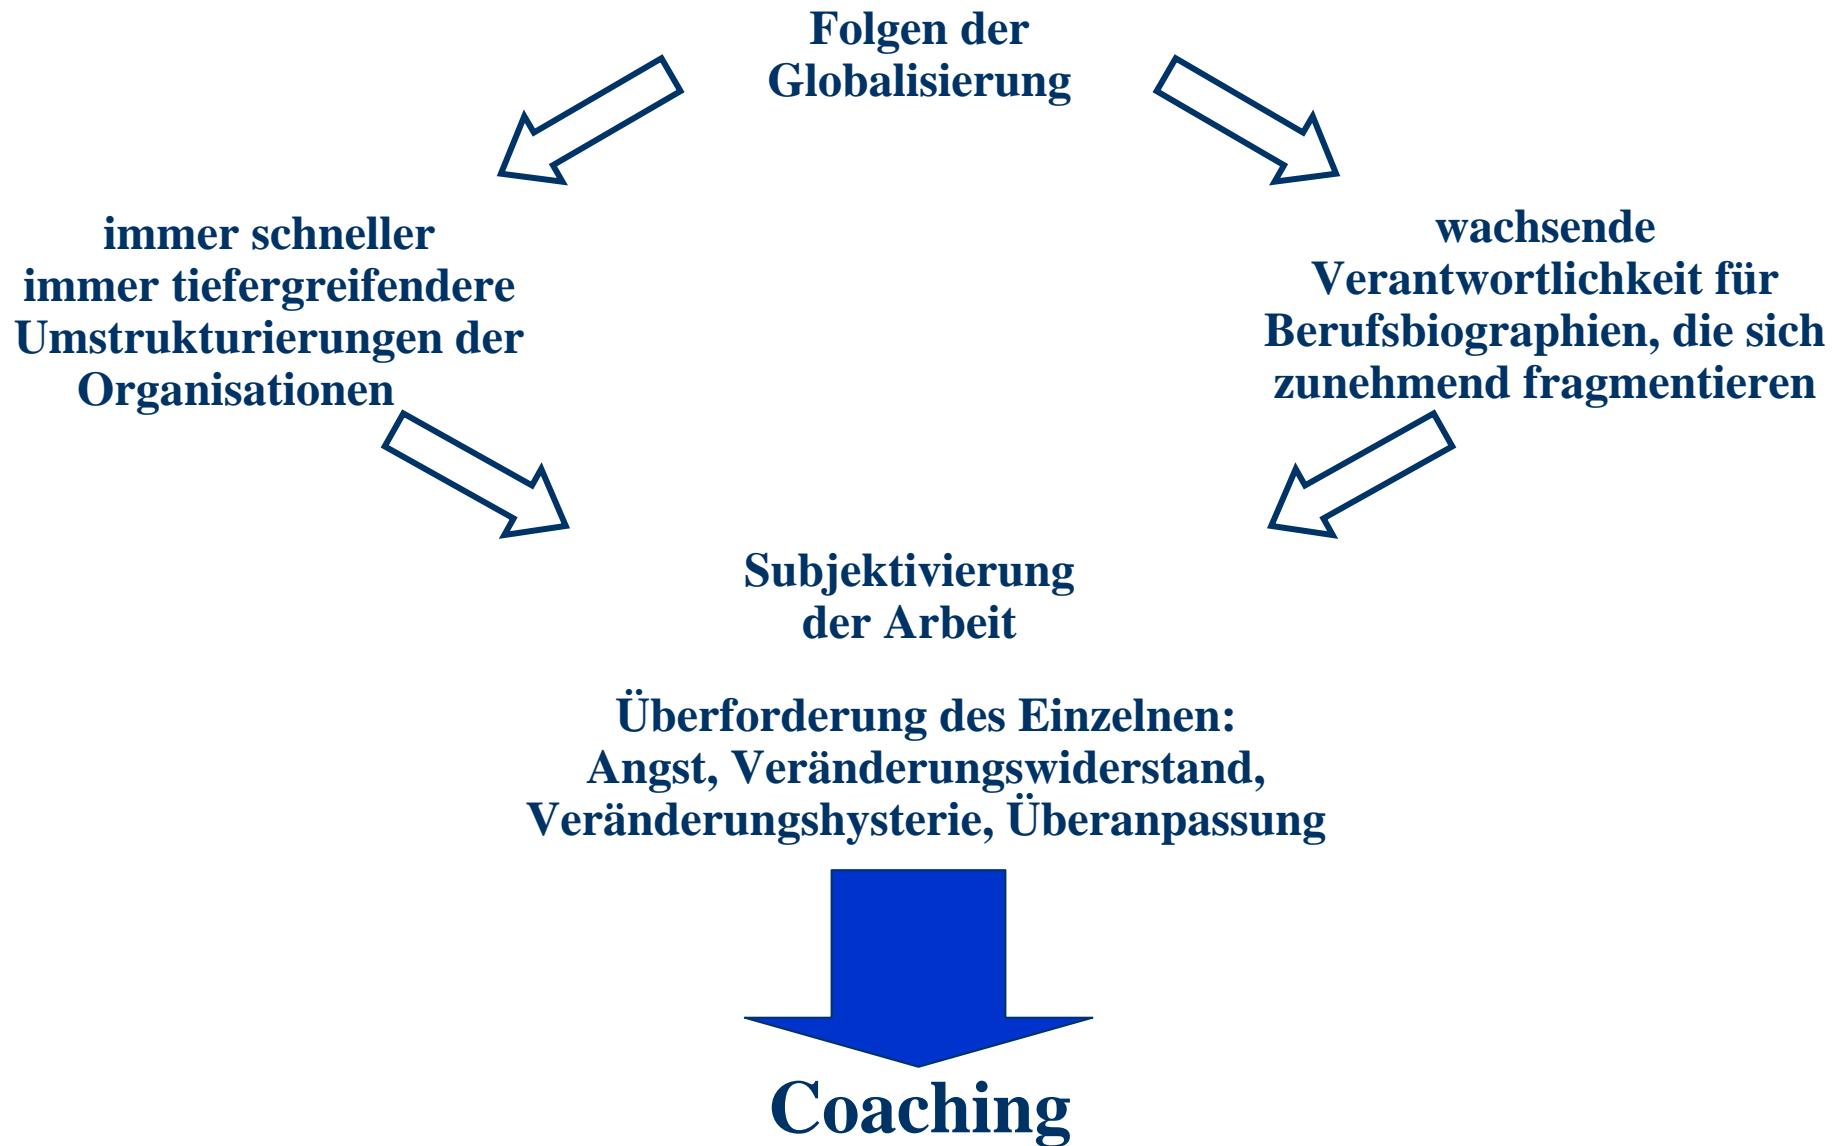 Folgen der
Globalisierung
immer schneller
immer tiefergreifendere
Umstrukturierungen der
Organisationen
wachsende
Verantwortlichkeit für
Berufsbiographien, die sich
zunehmend fragmentieren
Subjektivierung
der Arbeit
Überforderung des Einzelnen:
Angst, Veränderungswiderstand,
Veränderungshysterie, Überanpassung
Coaching